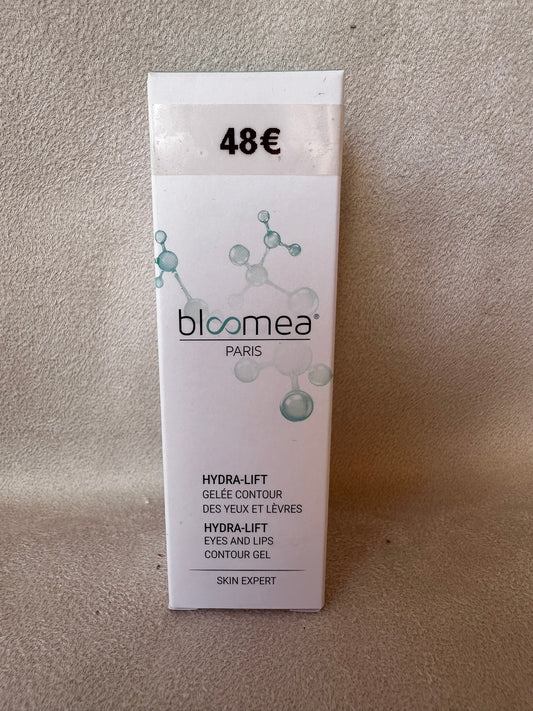 48€
bloomea®
PARIS
HYDRA-LIFT
GELÉE CONTOUR
DES YEUX ET LÈVRES
HYDRA-LIFT
EYES AND LIPS
CONTOUR GEL
SKIN EXPERT